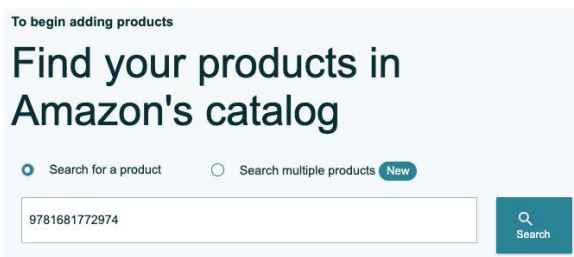 To begin adding products
Find your products in
Amazon's catalog
Search for a product Search multiple products New
9781681772974
Search